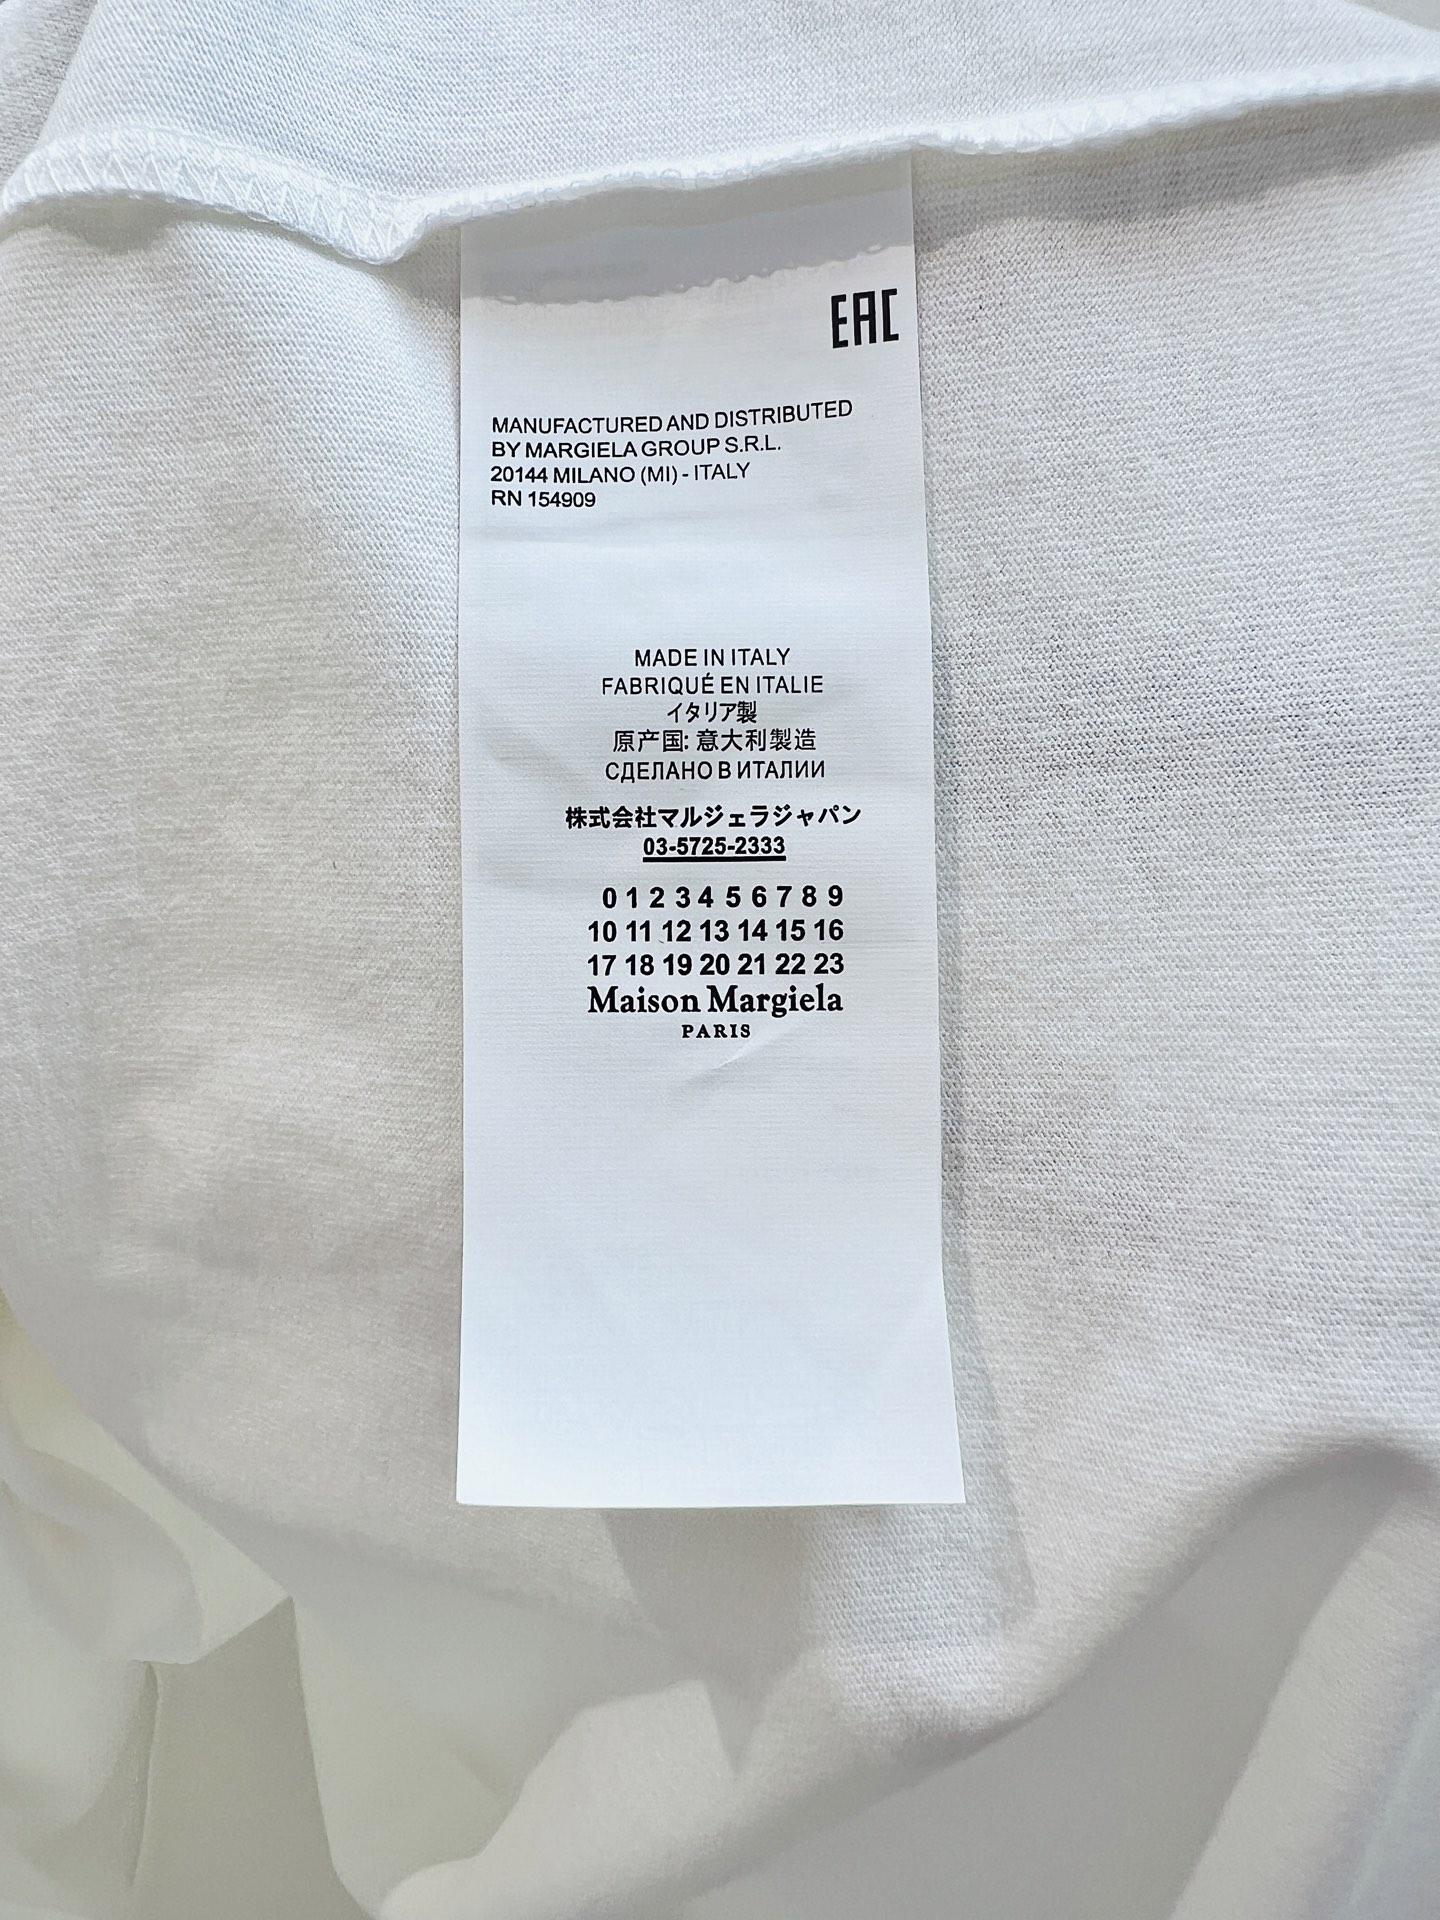 EAC
MANUFACTURED AND DISTRIBUTED
BY MARGIELA GROUP S.R.L.
20144 MILANO (MI) - ITALY
RN 154909
MADE IN ITALY
FABRIQUÉ EN ITALIE
イタリア製
原产国: 意大利製造
СДЕЛАНО В ИТАЛИИ
株式会社マルジェラジャパン
03-5725-2333
0 1 2 3 4 5 6 7 8 9
10 11 12 13 14 15 16
17 18 19 20 21 22 23
Maison Margiela
PARIS